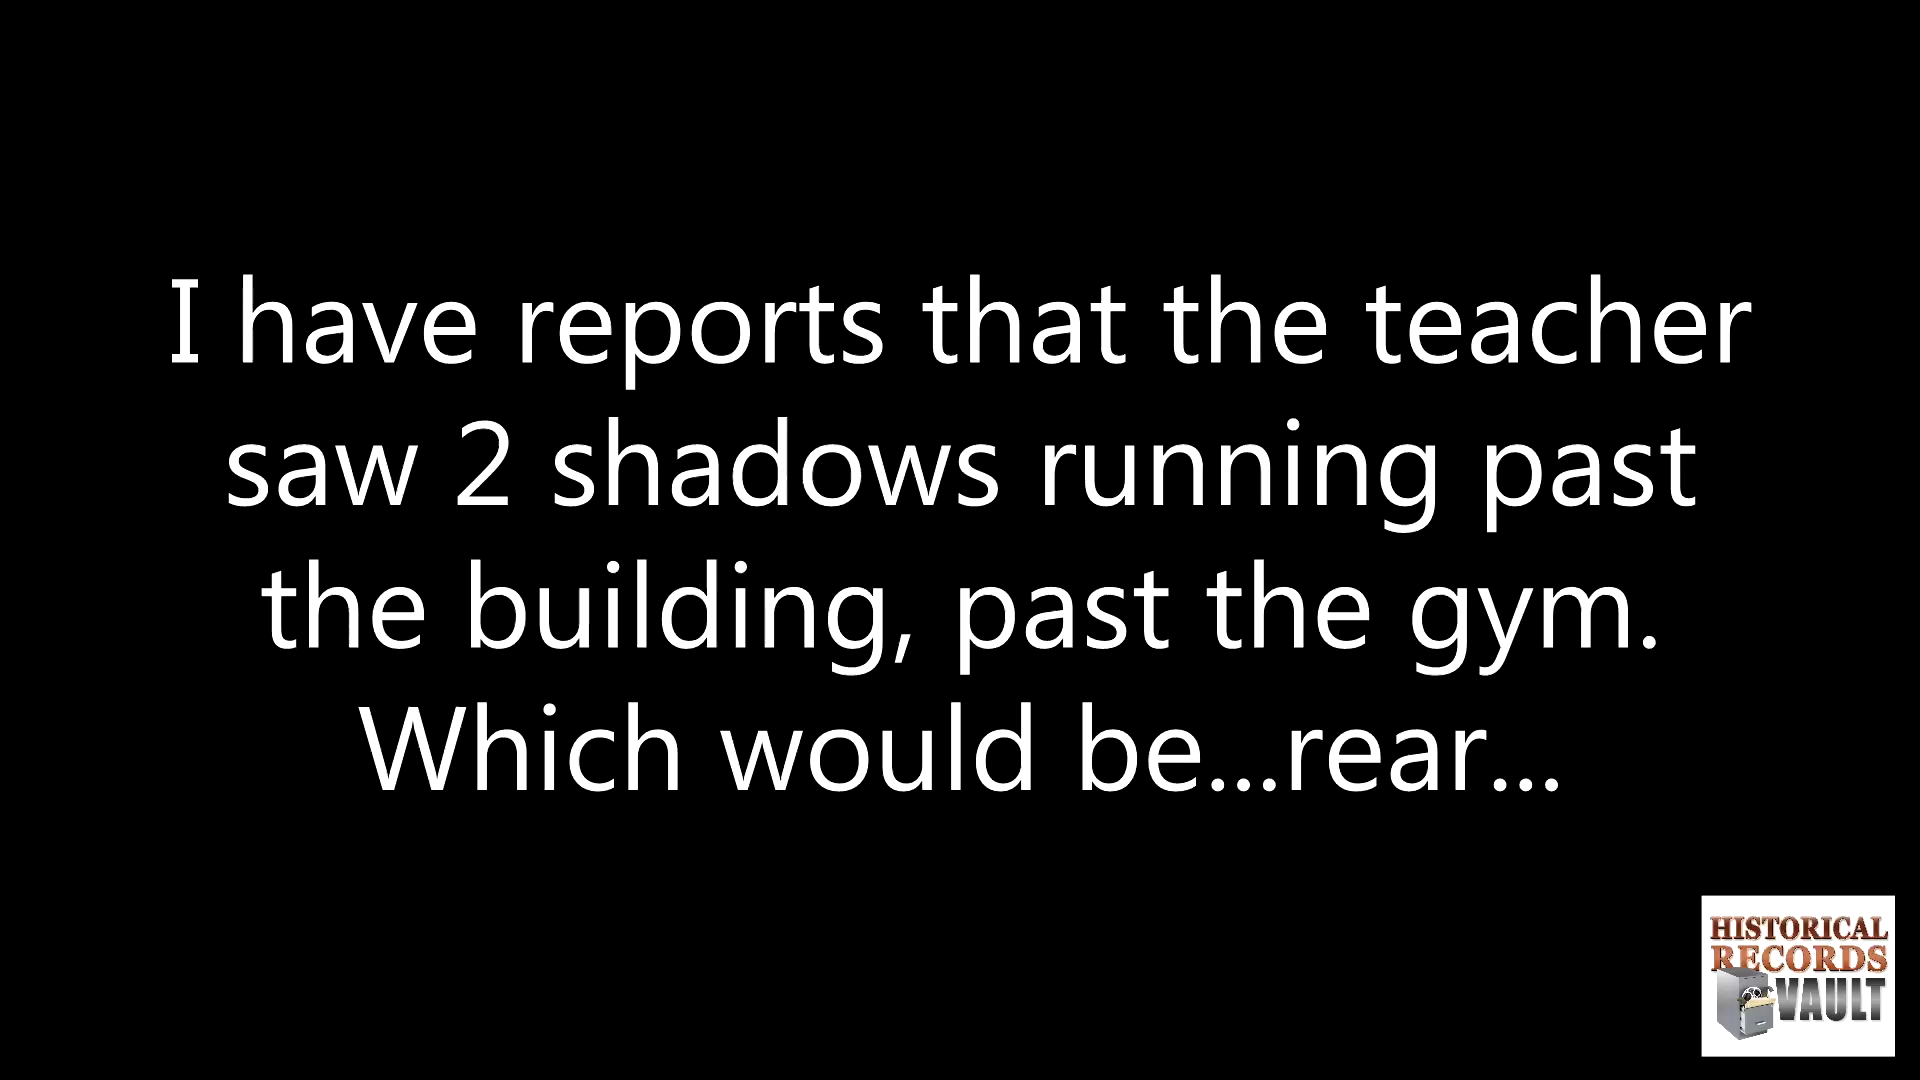 I have reports that the teacher
saw 2 shadows running past
the building, past the gym.
Which would be...rear...
HISTORICAL
RECORDS
VAULT